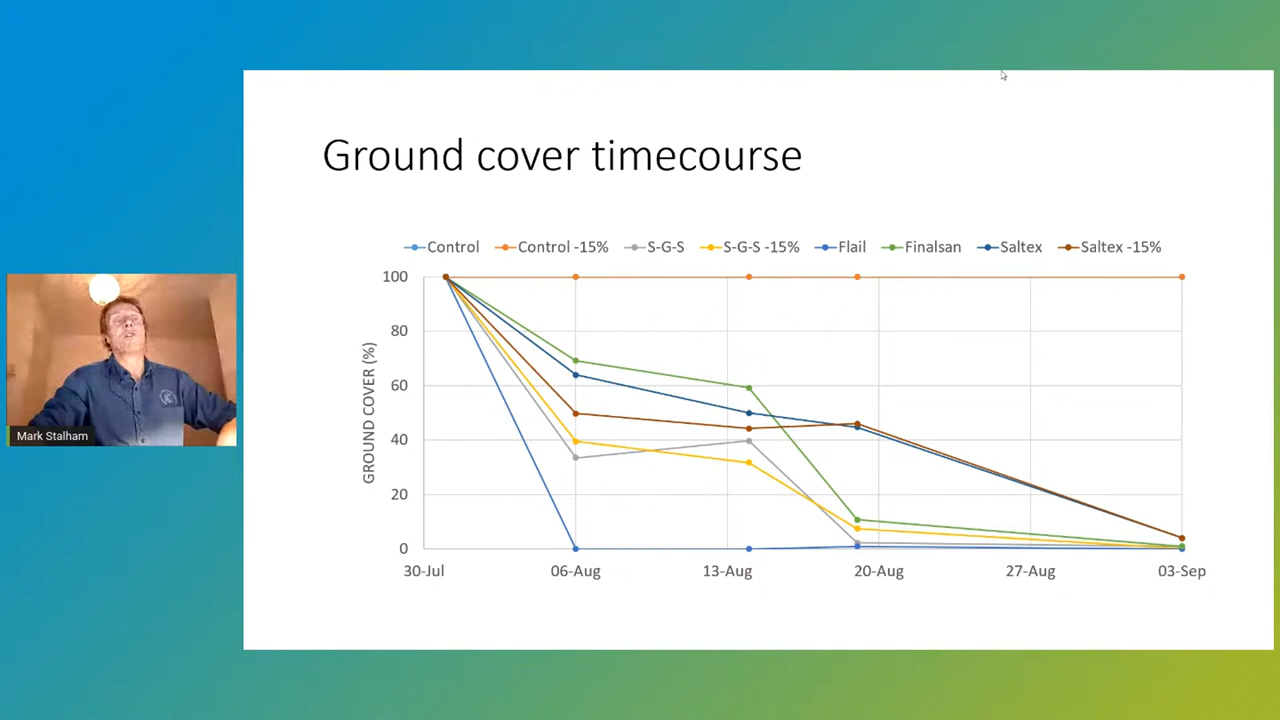 Ground cover timecourse
Control Control -15% S-G-S S-G-S -15% Flail Finalsan Saltex Saltex -15%
GROUND COVER (%)
100
80
60
40
20
0
30-Jul 06-Aug 13-Aug 20-Aug 27-Aug 03-Sep
Mark Stalham